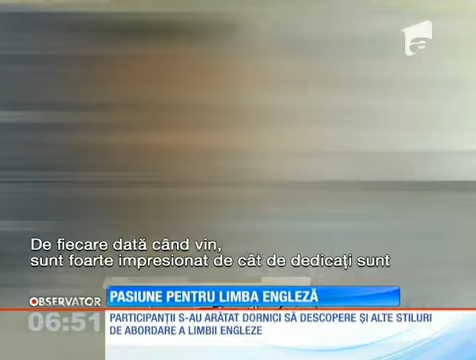 De fiecare dată când vin,
sunt foarte impresionat de cât de dedicați sunt
OBSERVATOR
PASIUNE PENTRU LIMBA ENGLEZĂ
06:51
PARTICIPANȚII S-AU ARĂTAT DORNICI SĂ DESCOPERE ȘI ALTE STILURI
DE ABORDARE A LIMBII ENGLEZE